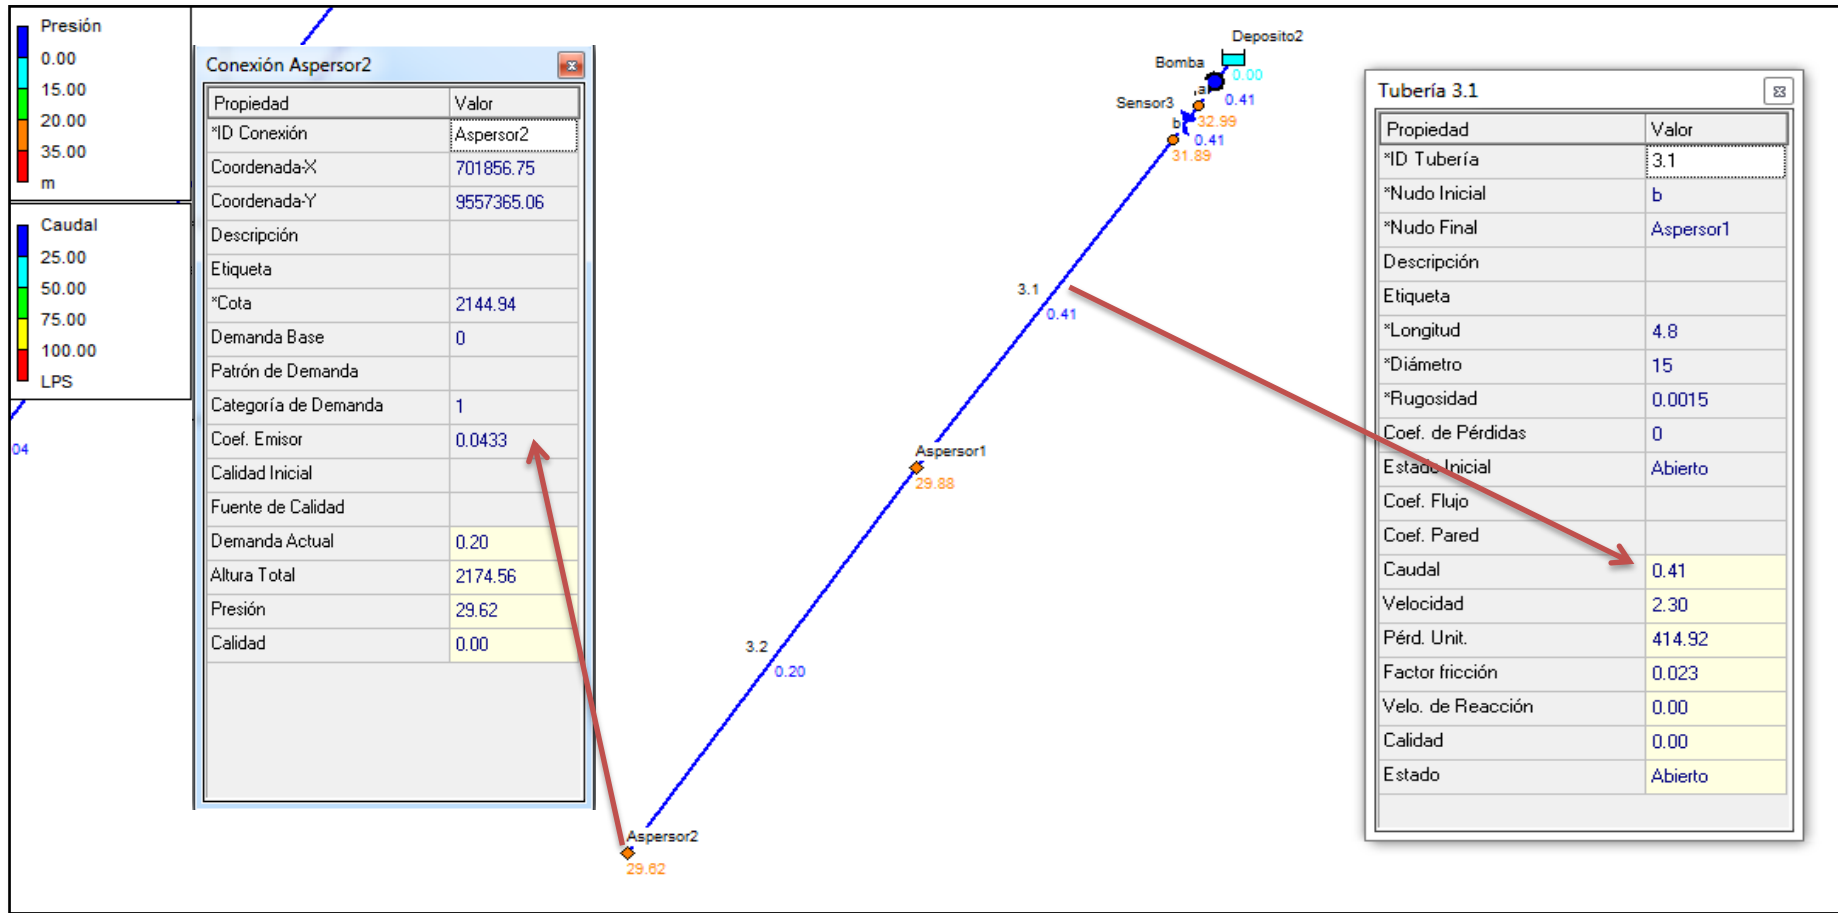 Presión
0.00
15.00
20.00
35.00
m
Caudal
25.00
50.00
75.00
100.00
LPS
04
Conexión Aspersor2
Propiedad Valor
*ID Conexión Aspersor2
Coordenada-X 701856.75
Coordenada-Y 9557365.06
Descripción
Etiqueta
*Cota 2144.94
Demanda Base 0
Patrón de Demanda
Categoría de Demanda 1
Coef. Emisor 0.0433
Calidad Inicial
Fuente de Calidad
Demanda Actual 0.20
Altura Total 2174.56
Presión 29.62
Calidad 0.00
Deposito2
0.00
Bomba
0.41
a
32.99
Sensor3
0.41
b
31.89
3.1
0.41
Aspersor1
29.88
3.2
0.20
Aspersor2
29.62
Tubería 3.1
Propiedad Valor
*ID Tubería 3.1
*Nudo Inicial b
*Nudo Final Aspersor1
Descripción
Etiqueta
*Longitud 4.8
*Diámetro 15
*Rugosidad 0.0015
Coef. de Pérdidas 0
Estado Inicial Abierto
Coef. Flujo
Coef. Pared
Caudal 0.41
Velocidad 2.30
Pérd. Unit. 414.92
Factor fricción 0.023
Velo. de Reacción 0.00
Calidad 0.00
Estado Abierto